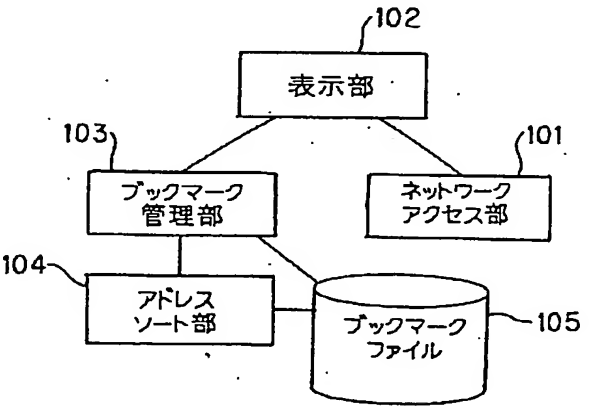 102
表示部
103
101
ブックマーク
管理部
ネットワーク
アクセス部
104
アドレス
ソート部
ブックマーク
ファイル
105